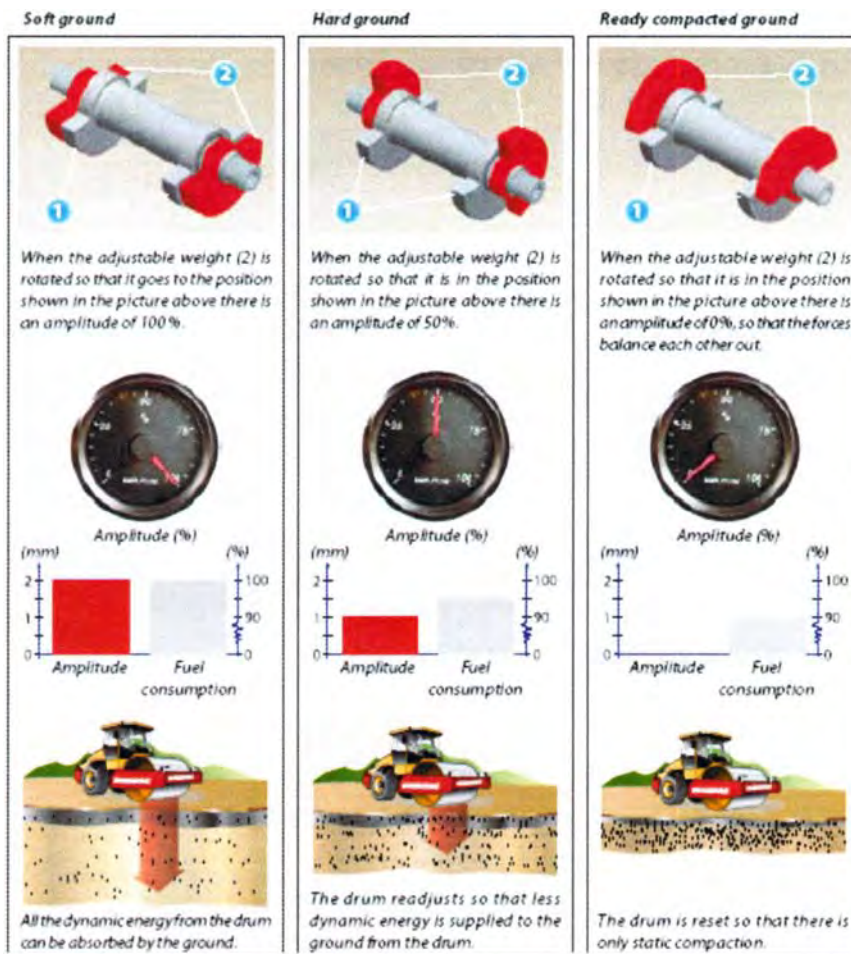 Soft ground
2
1
When the adjustable weight (2) is
rotated so that it goes to the position
shown in the picture above there is
an amplitude of 100%.
Amplitude (%)
(mm)
(%)
2
100
1
90
0
0
Amplitude
Fuel
consumption
All the dynamic energy from the drum
can be absorbed by the ground.
Hard ground
2
1
When the adjustable weight (2) is
rotated so that it is in the position
shown in the picture above there is
an amplitude of 50%.
Amplitude (%)
(mm)
(%)
2
100
1
90
0
0
Amplitude
Fuel
consumption
The drum readjusts so that less
dynamic energy is supplied to the
ground from the drum.
Ready compacted ground
2
1
When the adjustable weight (2) is
rotated so that it is in the position
shown in the picture above there is
an amplitude of 0%, so that the forces
balance each other out.
Amplitude (%)
(mm)
(%)
2
100
1
90
0
0
Amplitude
Fuel
consumption
The drum is reset so that there is
only static compaction.